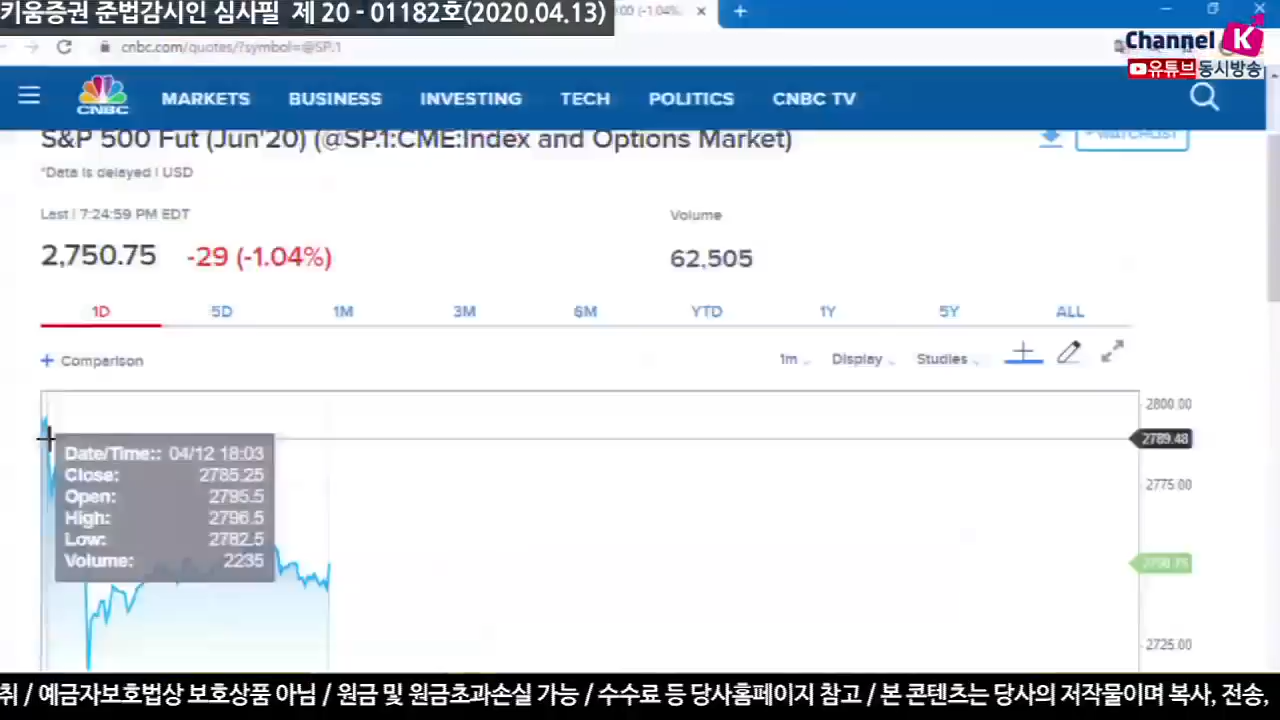 키움증권 준법감시인 심사필 제 20 - 01182호(2020.04.13)
(-1.04%)
cnbc.com/quotes/?symbol=@SP.1
Channel K
유튜브동시방송
CNBC
MARKETS BUSINESS INVESTING TECH POLITICS CNBC TV
S&P 500 Fut (Jun'20) (@SP.1:CME:Index and Options Market)
WATCHLIST
*Data is delayed | USD
Last | 7:24:59 PM EDT
Volume
2,750.75 -29 (-1.04%)
62,505
1D 5D 1M 3M 6M YTD 1Y 5Y ALL
+ Comparison
1m Display Studies
2800.00
2789.48
Date/Time:: 04/12 18:03
Close: 2785.25
Open: 2795.5
High: 2796.5
Low: 2782.5
Volume: 2235
2775.00
2750.75
2725.00
취 / 예금자보호법상 보호상품 아님 / 원금 및 원금초과손실 가능 / 수수료 등 당사홈페이지 참고 / 본 콘텐츠는 당사의 저작물이며 복사, 전송,